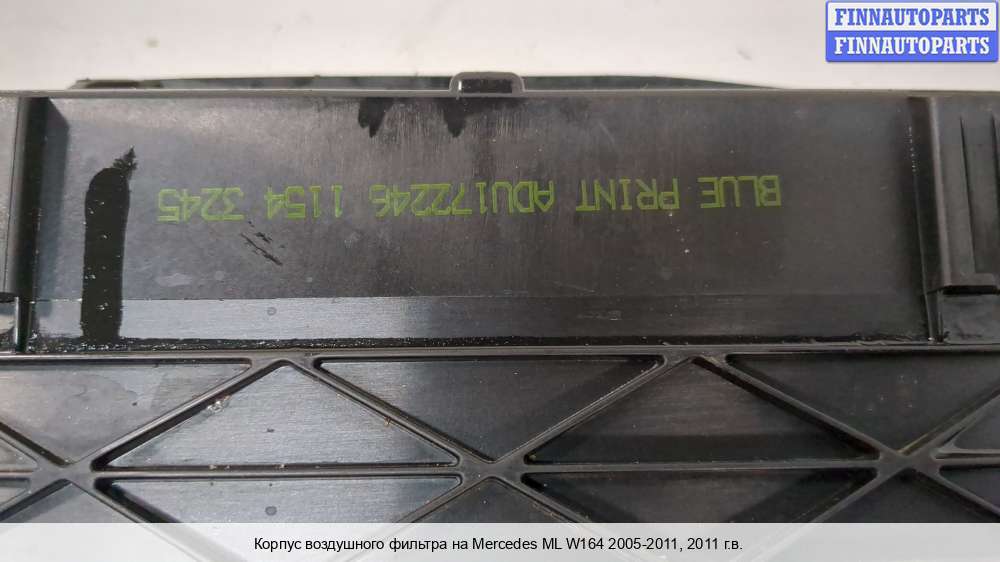 FINNAUTOPARTS
FINNAUTOPARTS
BLUE PRINT ADU172246 1154 3245
Корпус воздушного фильтра на Mercedes ML W164 2005-2011, 2011 г.в.